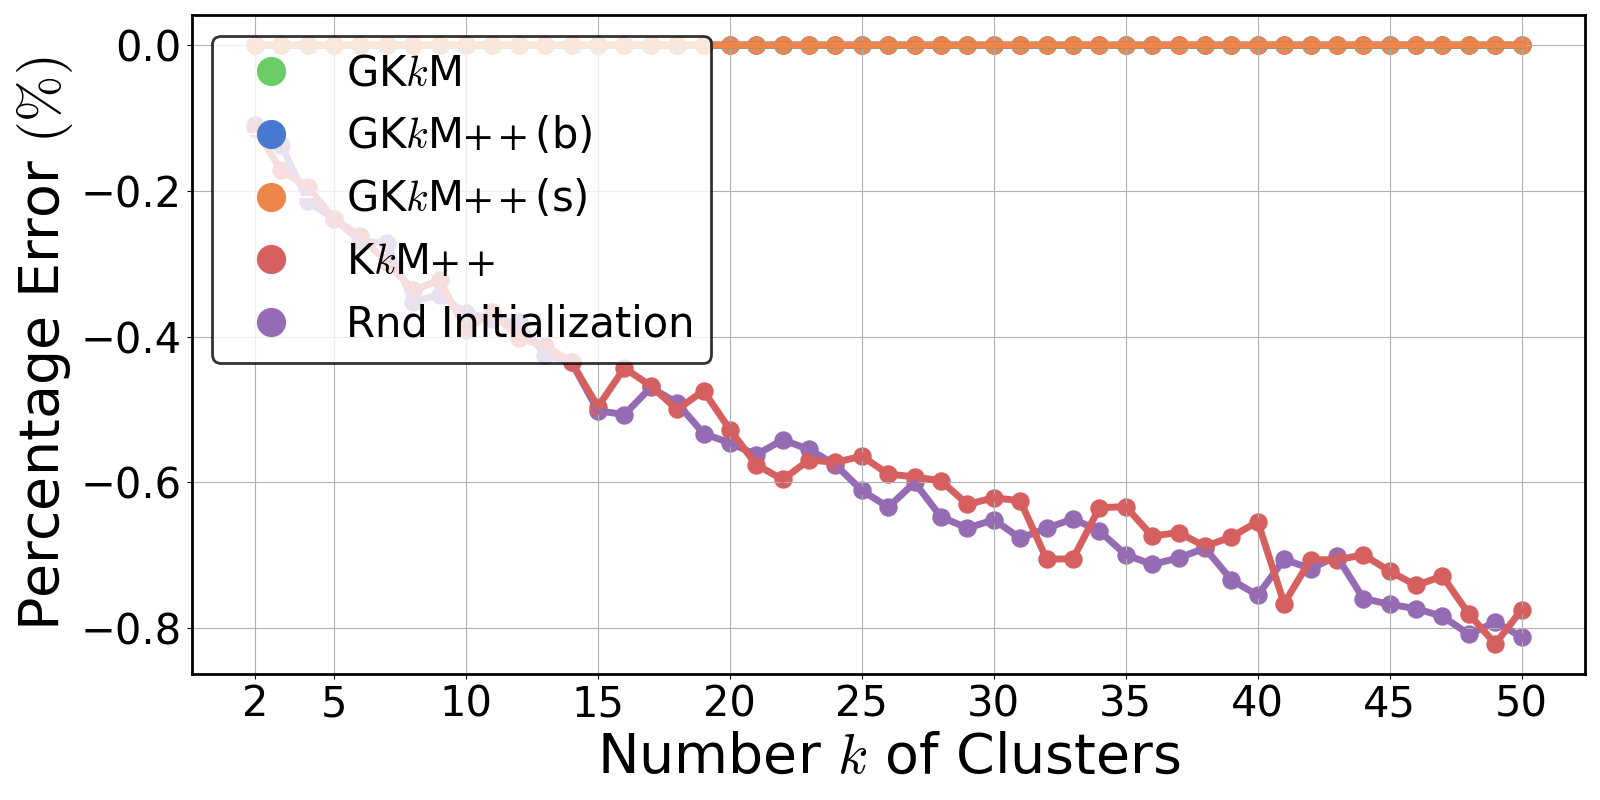 Percentage Error (%)
0.0
−0.2
−0.4
−0.6
−0.8
GKkM
GKkM++(b)
GKkM++(s)
KkM++
Rnd Initialization
2 5 10 15 20 25 30 35 40 45 50
Number k of Clusters